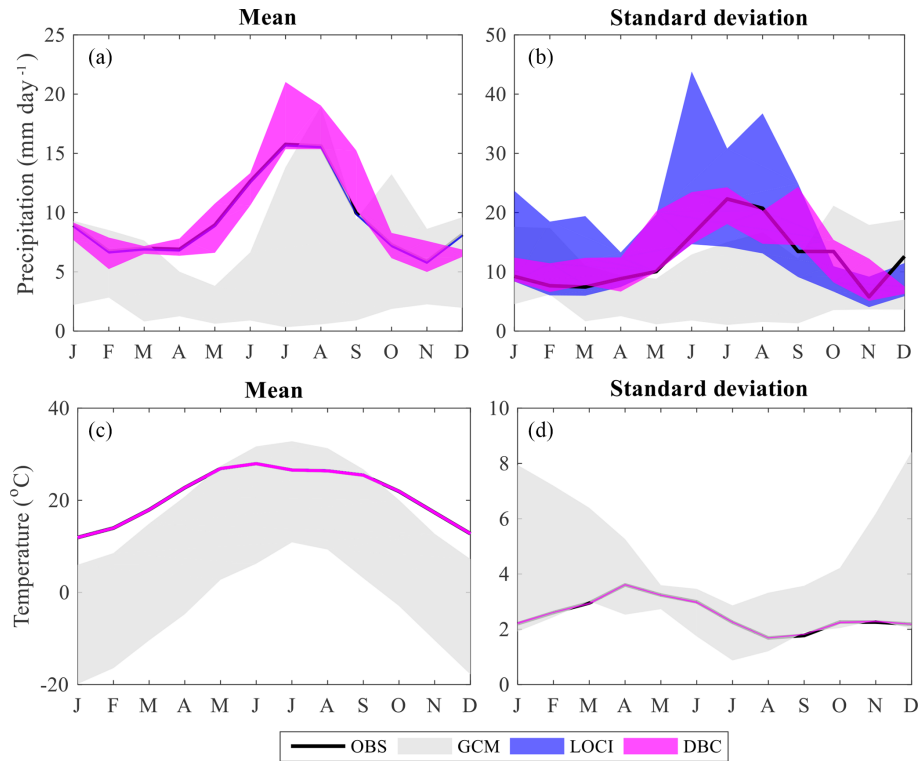 Mean
Standard deviation
(a)
(b)
Precipitation (mm day -1)
25
20
15
10
5
0
J F M A M J J A S O N D
50
40
30
20
10
0
J F M A M J J A S O N D
Mean
Standard deviation
(c)
(d)
Temperature (°C)
40
20
0
-20
J F M A M J J A S O N D
10
8
6
4
2
0
J F M A M J J A S O N D
OBS GCM LOCI DBC